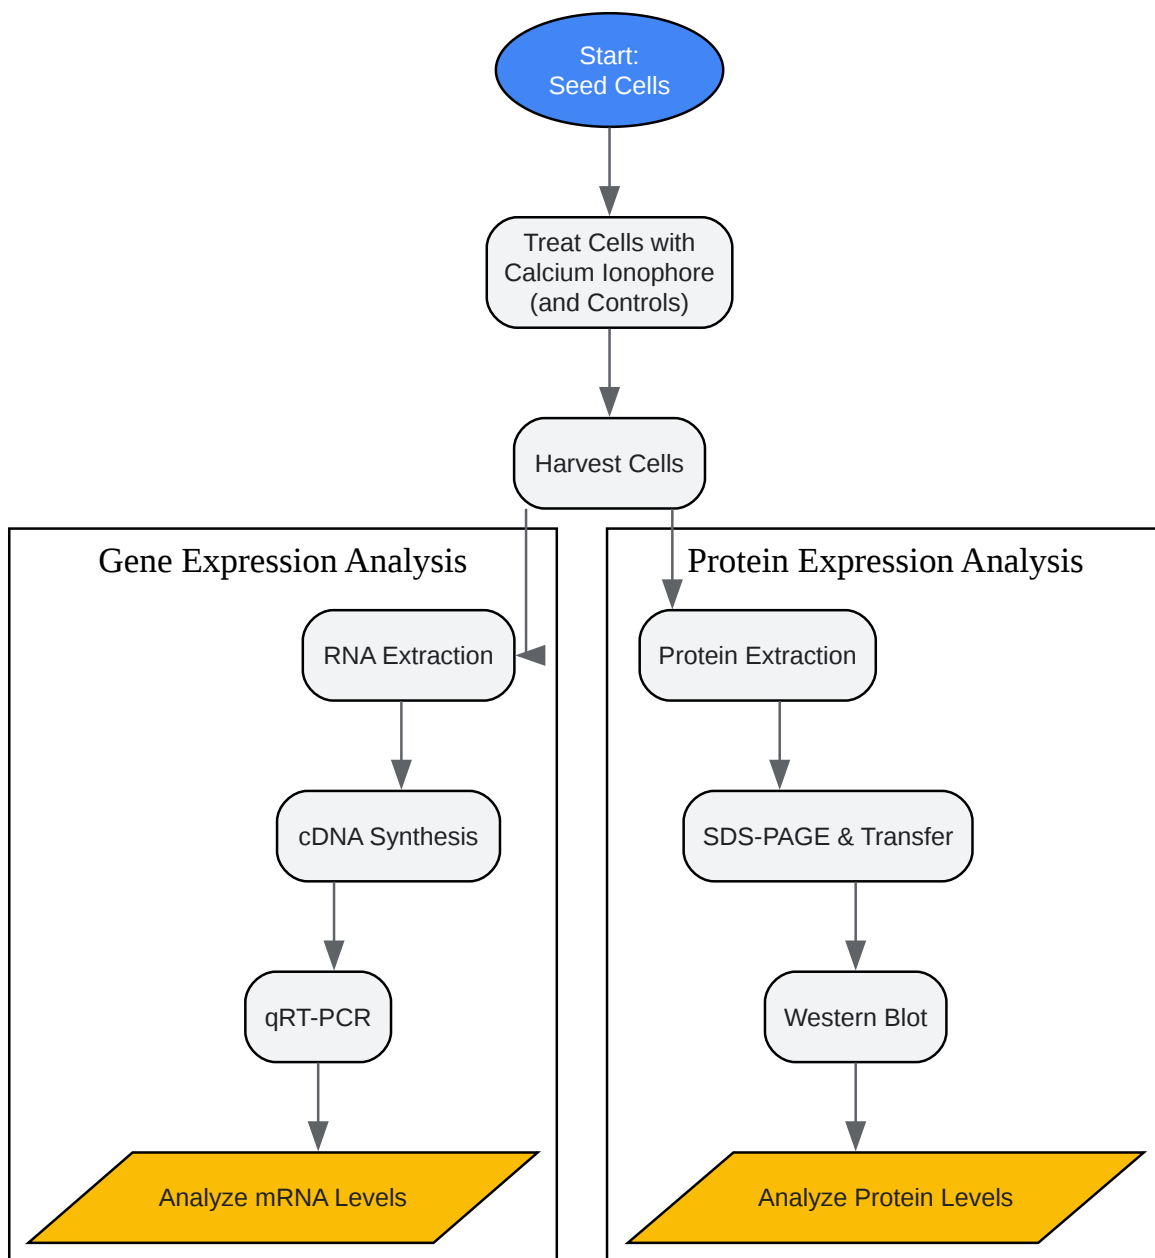 Start:
Seed Cells
Treat Cells with
Calcium Ionophore
(and Controls)
Harvest Cells
Gene Expression Analysis
RNA Extraction
cDNA Synthesis
qRT-PCR
Analyze mRNA Levels
Protein Expression Analysis
Protein Extraction
SDS-PAGE & Transfer
Western Blot
Analyze Protein Levels